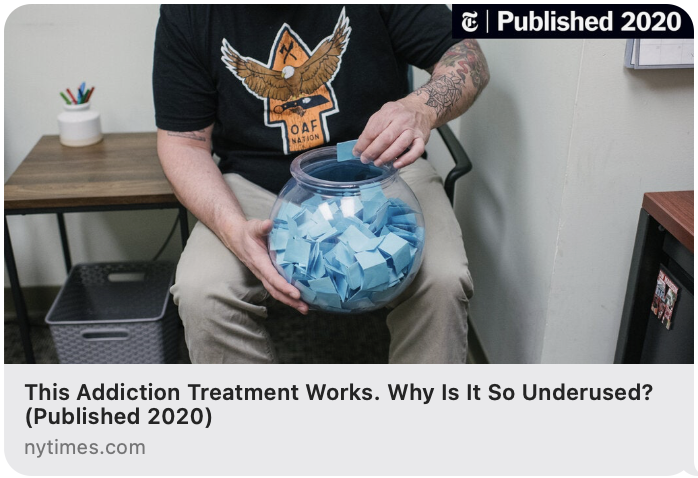 Published 2020
OAF
NATION
This Addiction Treatment Works. Why Is It So Underused?
(Published 2020)
nytimes.com